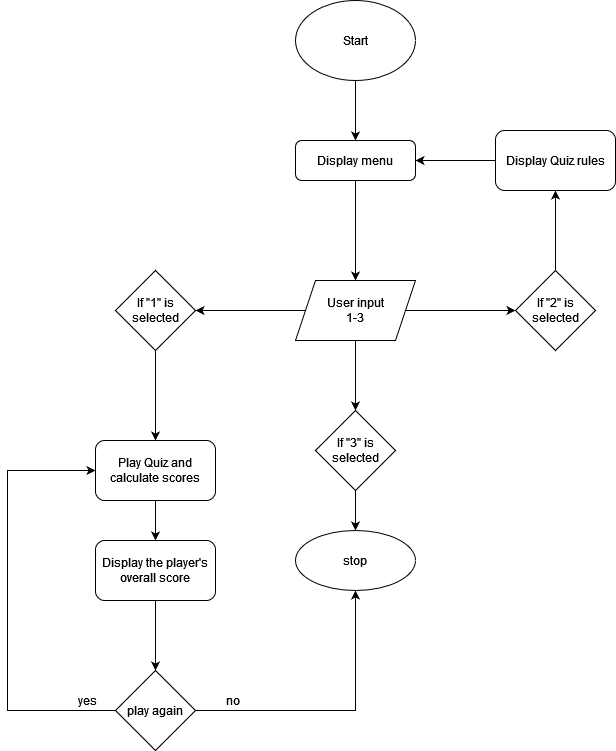 Start
Display menu
Display Quiz rules
If "1" is
selected
User input
1-3
If "2" is
selected
If "3" is
selected
Play Quiz and
calculate scores
Display the player's
overall score
stop
yes
play again
no